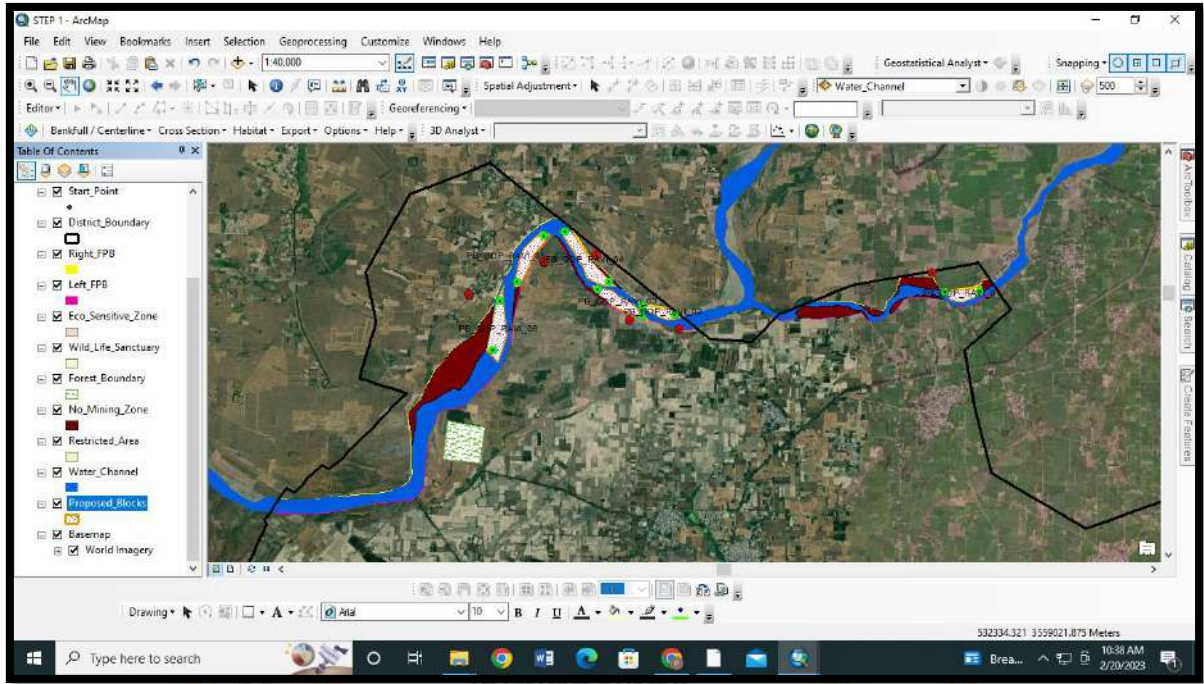 STEP 1 - ArcMap
File Edit View Bookmarks Insert Selection Geoprocessing Customize Windows Help
1:40,000
Geostatistical Analyst
Snapping
Spatial Adjustment
Water_Channel
500
Editor
Georeferencing
Bankfull / Centerline Cross Section Habitat Export Options Help
3D Analyst
Table Of Contents
Start_Point
District_Boundary
Right_FPB
Left_FPB
Eco_Sensitive_Zone
Wild_Life_Sanctuary
Forest_Boundary
No_Mining_Zone
Restricted_Area
Water_Channel
Proposed_Blocks
Basemap
World Imagery
ArcToolbox
Catalog
Search
Create Features
Drawing
A
Arial
10
B I U A
532334.321 3559021.875 Meters
Type here to search
Brea...
10:38 AM
2/20/2023